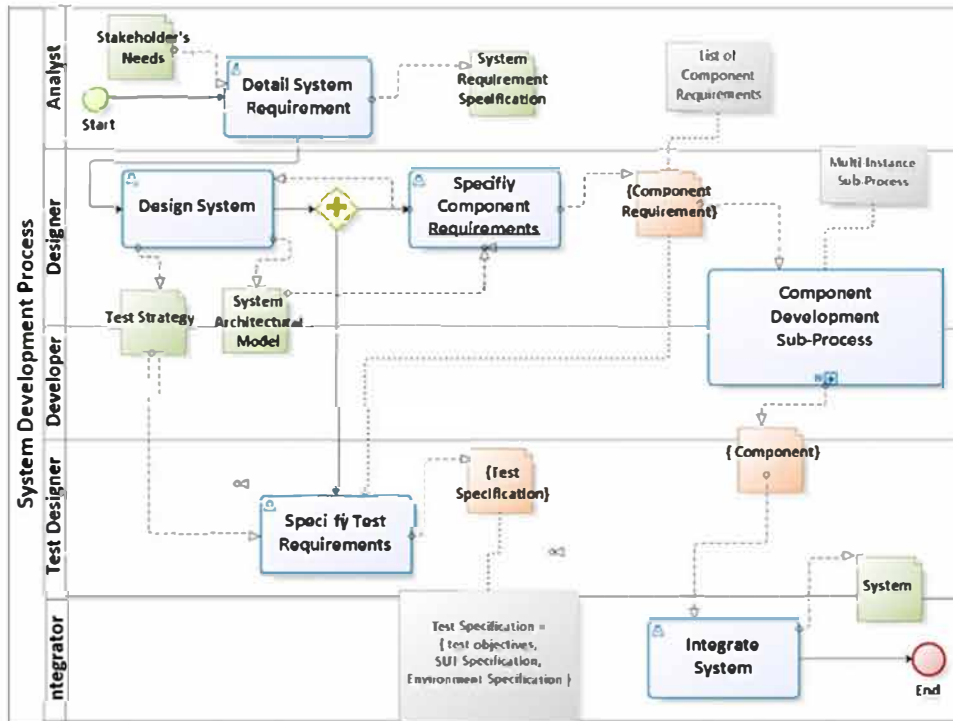 System Development Process
Analyst
Stakeholder's
Needs
Start
Detail System
Requirement
System
Requirement
Specification
List of
Component
Requirements
Designer
Design System
Specifiy
Component
Requirements
{Component
Requirement}
Multi Instance
Sub-Process
Test Strategy
System
Architectural
Model
Component
Development
Sub-Process
Developer
{ Component}
Test Designer
Specify Test
Requirements
{Test
Specification}
System
ntegrator
Test Specification =
{ test objectives,
SUT Specification,
Environment Specification }
Integrate
System
End